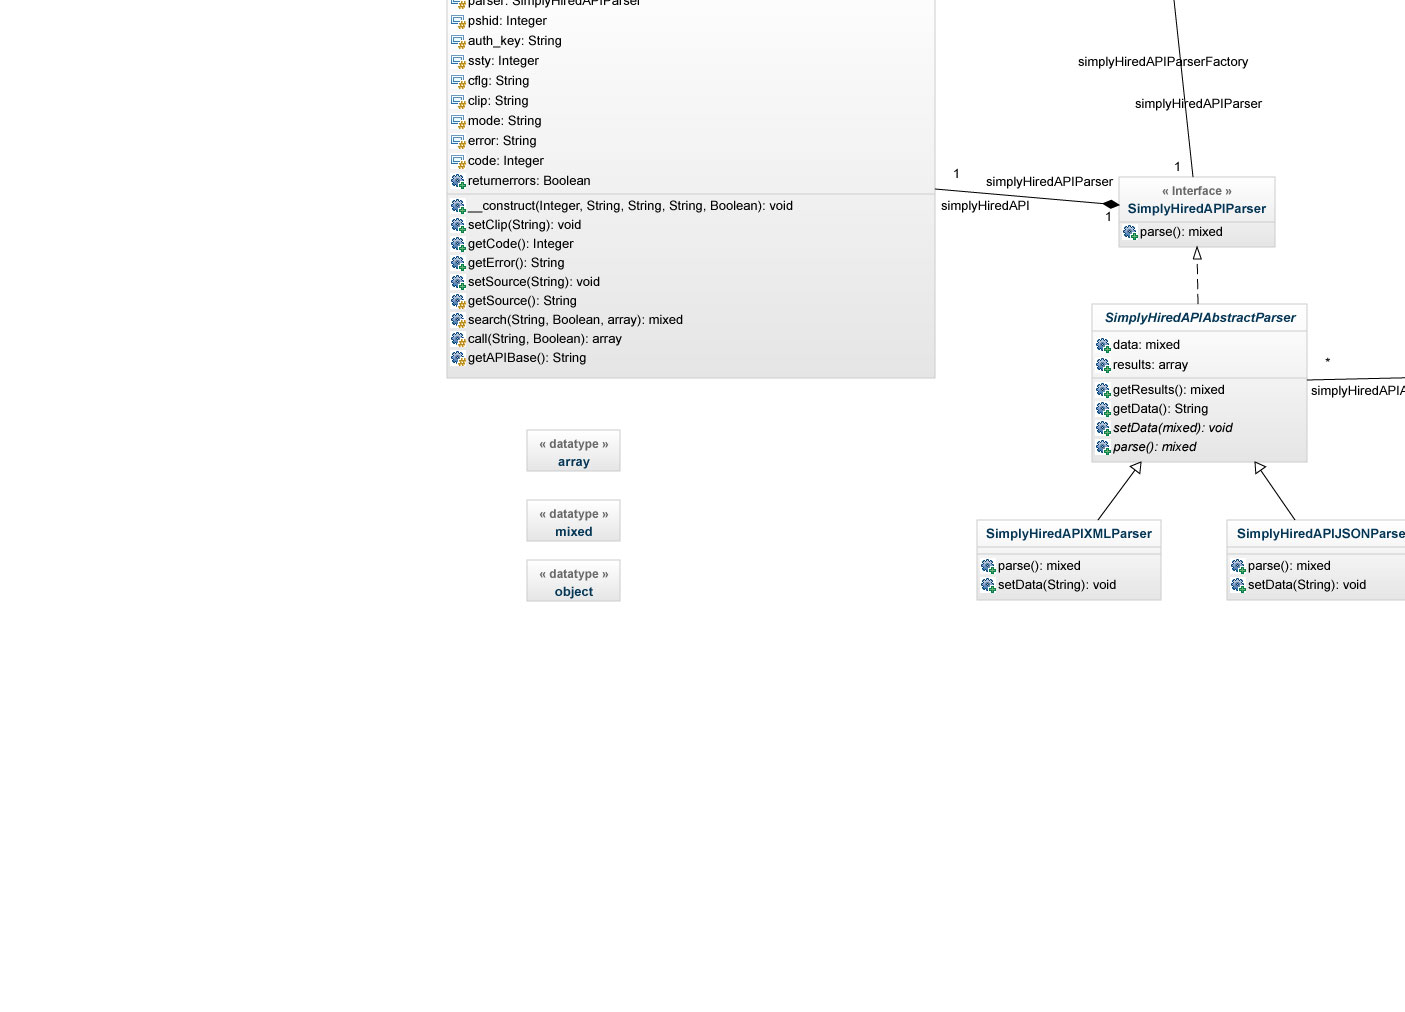 parser: SimplyHiredAPIParser
pshid: Integer
auth_key: String
ssty: Integer
cflg: String
clip: String
mode: String
error: String
code: Integer
returnerrors: Boolean
__construct(Integer, String, String, String, Boolean): void
setClip(String): void
getCode(): Integer
getError(): String
setSource(String): void
getSource(): String
search(String, Boolean, array): mixed
call(String, Boolean): array
getAPIBase(): String
simplyHiredAPIParserFactory
simplyHiredAPIParser
1
1
simplyHiredAPIParser
simplyHiredAPI
1
« Interface »
SimplyHiredAPIParser
parse(): mixed
SimplyHiredAPIAbstractParser
data: mixed
results: array
getResults(): mixed
getData(): String
setData(mixed): void
parse(): mixed
*
simplyHiredAPIA
« datatype »
array
« datatype »
mixed
« datatype »
object
SimplyHiredAPIXMLParser
parse(): mixed
setData(String): void
SimplyHiredAPIJSONParse
parse(): mixed
setData(String): void